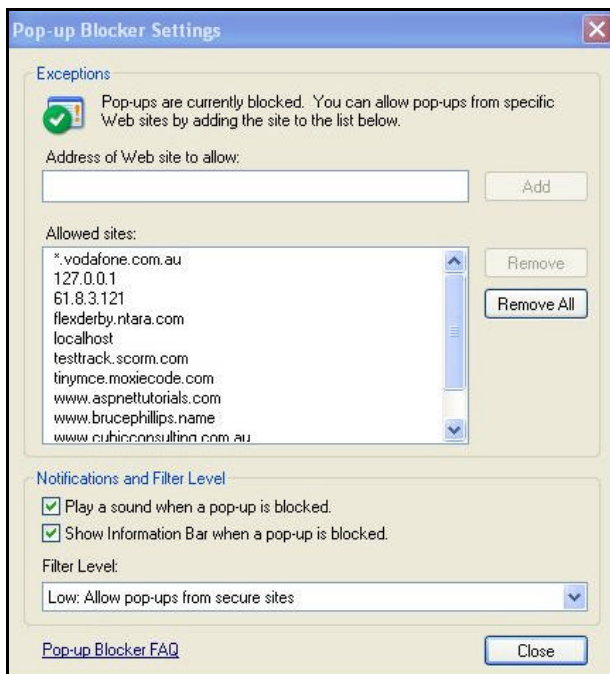 Pop-up Blocker Settings
Exceptions
Pop-ups are currently blocked. You can allow pop-ups from specific
Web sites by adding the site to the list below.
Address of Web site to allow:
Add
Allowed sites:
*.vodafone.com.au
127.0.0.1
61.8.3.121
flexderby.ntara.com
localhost
testtrack.scorm.com
tinymce.moxiecode.com
www.aspnettutorials.com
www.brucephillips.name
www.cubicconsulting.com.au
Remove
Remove All
Notifications and Filter Level
Play a sound when a pop-up is blocked.
Show Information Bar when a pop-up is blocked.
Filter Level:
Low: Allow pop-ups from secure sites
Pop-up Blocker FAQ
Close